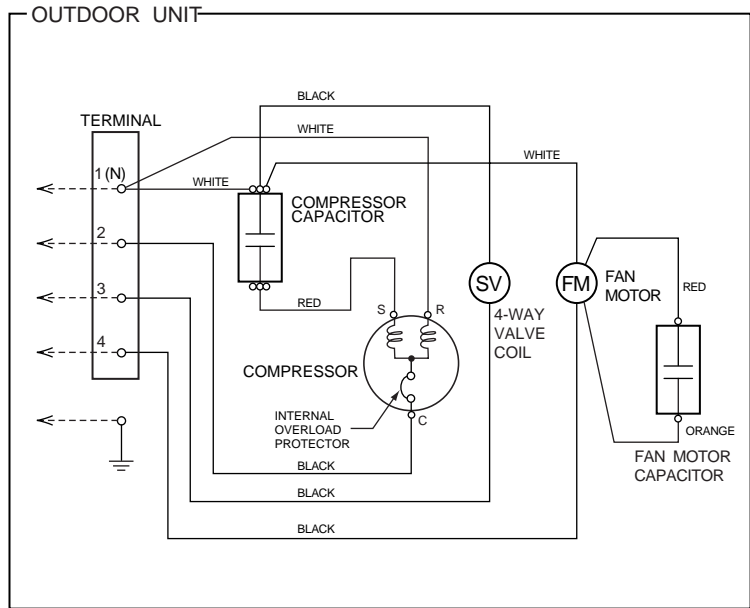 OUTDOOR UNIT
BLACK
TERMINAL
WHITE
WHITE
1 (N)
WHITE
COMPRESSOR
CAPACITOR
2
SV
FM
FAN
MOTOR
RED
3
RED
S
R
4-WAY
VALVE
COIL
4
COMPRESSOR
INTERNAL
OVERLOAD
PROTECTOR
C
ORANGE
FAN MOTOR
CAPACITOR
BLACK
BLACK
BLACK